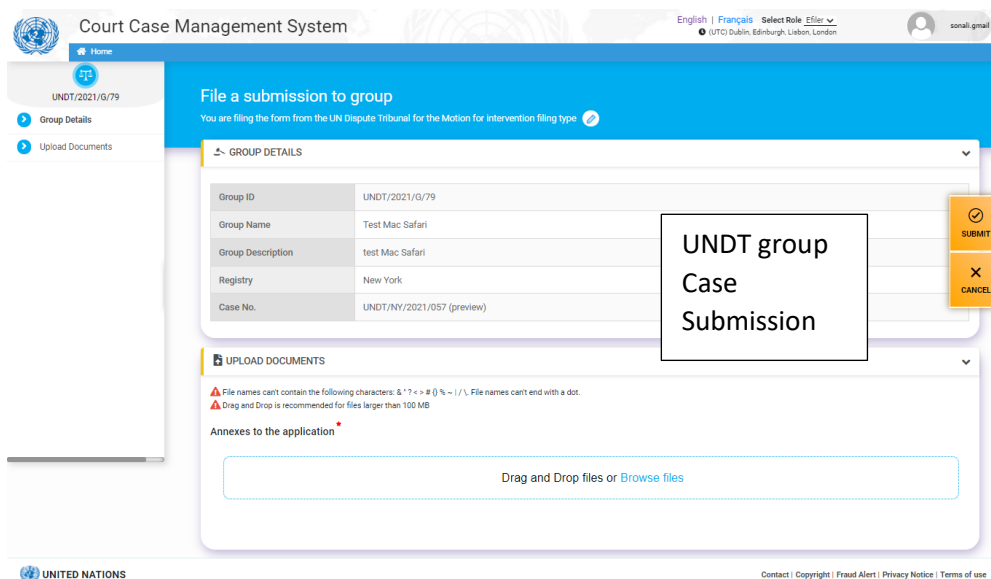 Court Case Management System
English | Français Select Role Efiler
(UTC) Dublin, Edinburgh, Lisbon, London
sonali.gmail
Home
UNDT/2021/G/79
Group Details
Upload Documents
File a submission to group
You are filing the form from the UN Dispute Tribunal for the Motion for intervention filing type
GROUP DETAILS
Group ID UNDT/2021/G/79
Group Name Test Mac Safari
Group Description test Mac Safari
Registry New York
Case No. UNDT/NY/2021/057 (preview)
UNDT group
Case
Submission
SUBMIT
CANCEL
UPLOAD DOCUMENTS
File names can't contain the following characters: & " ? < > # {} % ~ | / \. File names can't end with a dot.
Drag and Drop is recommended for files larger than 100 MB
Annexes to the application *
Drag and Drop files or Browse files
UNITED NATIONS
Contact | Copyright | Fraud Alert | Privacy Notice | Terms of use